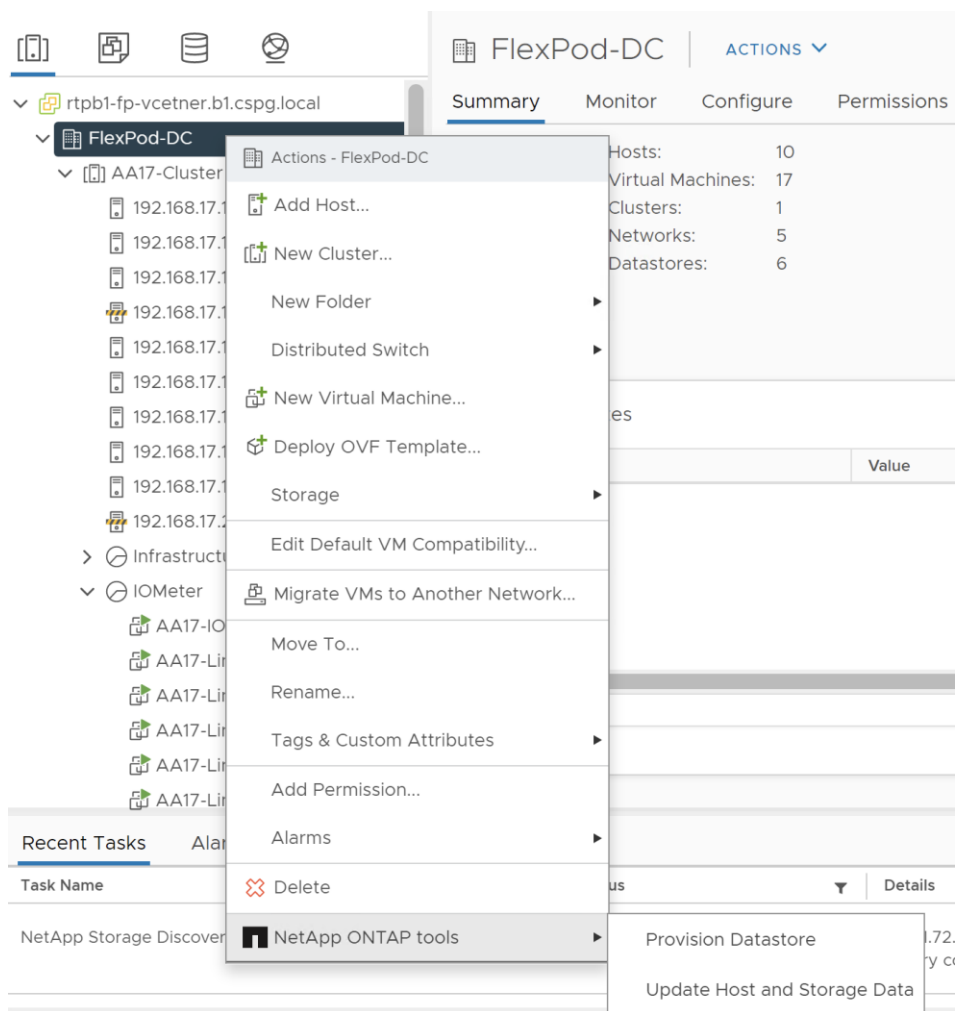 FlexPod-DC
ACTIONS
Summary
Monitor
Configure
Permissions
rtpb1-fp-vcetner.b1.cspg.local
FlexPod-DC
AA17-Cluster
192.168.17.1
192.168.17.1
192.168.17.1
192.168.17.1
192.168.17.1
192.168.17.1
192.168.17.1
192.168.17.1
192.168.17.1
192.168.17.2
Infrastructu
IOMeter
AA17-IO
AA17-Lin
AA17-Lin
AA17-Lin
AA17-Lin
AA17-Lin
Actions - FlexPod-DC
Add Host...
New Cluster...
New Folder
Distributed Switch
New Virtual Machine...
Deploy OVF Template...
Storage
Edit Default VM Compatibility...
Migrate VMs to Another Network...
Move To...
Rename...
Tags & Custom Attributes
Add Permission...
Alarms
Delete
NetApp ONTAP tools
Provision Datastore
Update Host and Storage Data
Hosts: 10
Virtual Machines: 17
Clusters: 1
Networks: 5
Datastores: 6
es
Value
Recent Tasks
Alar
Task Name
us
Details
NetApp Storage Discover
.72.
ry co